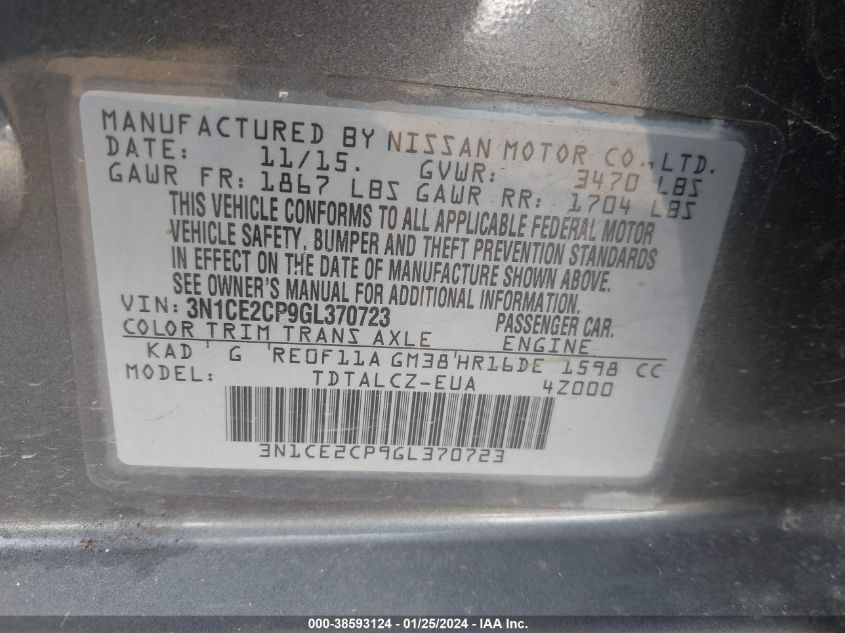 MANUFACTURED BY NISSAN MOTOR CO.,LTD.
DATE: 11/15. GVWR: 3470 LBS
GAWR FR: 1867 LBS GAWR RR: 1704 LBS
THIS VEHICLE CONFORMS TO ALL APPLICABLE FEDERAL MOTOR
VEHICLE SAFETY, BUMPER AND THEFT PREVENTION STANDARDS
IN EFFECT ON THE DATE OF MANUFACTURE SHOWN ABOVE.
SEE OWNER'S MANUAL FOR ADDITIONAL INFORMATION.
VIN: 3N1CE2CP9GL370723 PASSENGER CAR.
COLOR TRIM TRANS AXLE ENGINE
KAD ' G 'RE0F11A GM38'HR16DE 1598 CC
MODEL: TDTALCZ-EUA 4Z000
3N1CE2CP9GL370723
000-38593124 - 01/25/2024 - IAA Inc.